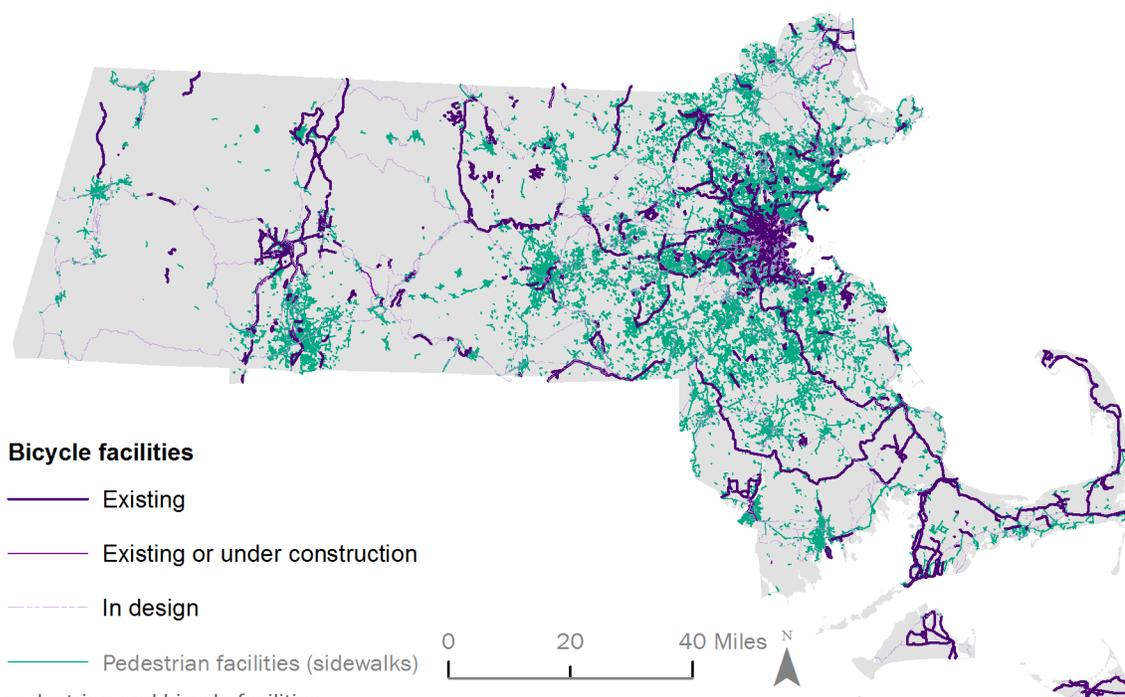 Bicycle facilities
Existing
Existing or under construction
In design
Pedestrian facilities (sidewalks)
0 20 40 Miles N